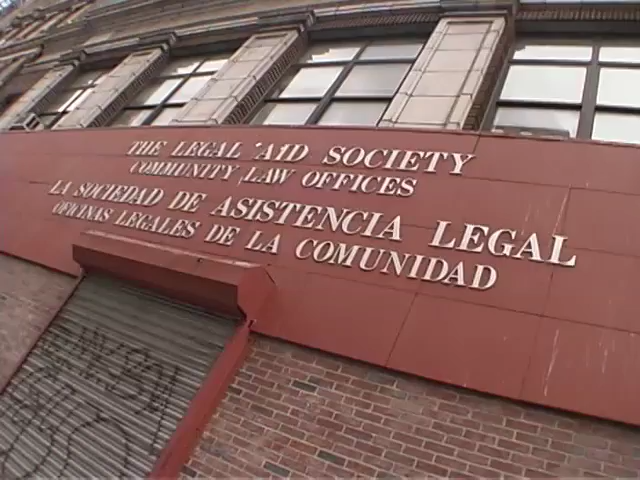 THE LEGAL AID SOCIETY
COMMUNITY LAW OFFICES
LA SOCIEDAD DE ASISTENCIA LEGAL
OFICINAS LEGALES DE LA COMUNIDAD